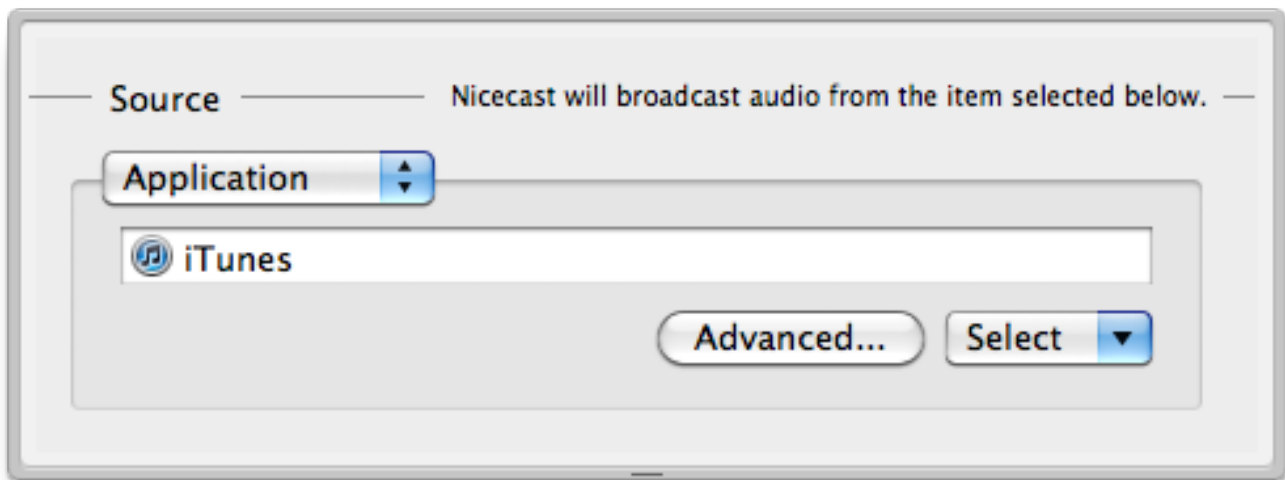 Source Nicecast will broadcast audio from the item selected below.
Application
iTunes
Advanced... Select